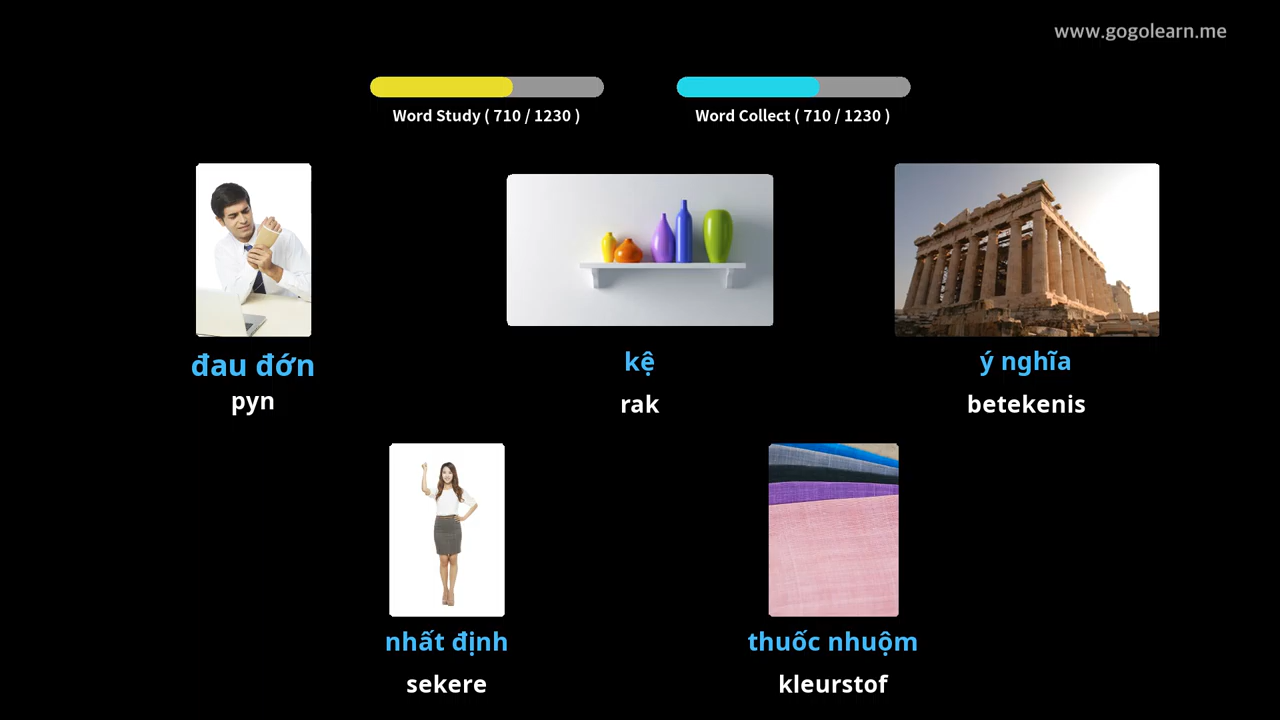 www.gogolearn.me
Word Study ( 710 / 1230 )
Word Collect ( 710 / 1230 )
đau đớn
pyn
kệ
rak
ý nghĩa
betekenis
nhất định
sekere
thuốc nhuộm
kleurstof